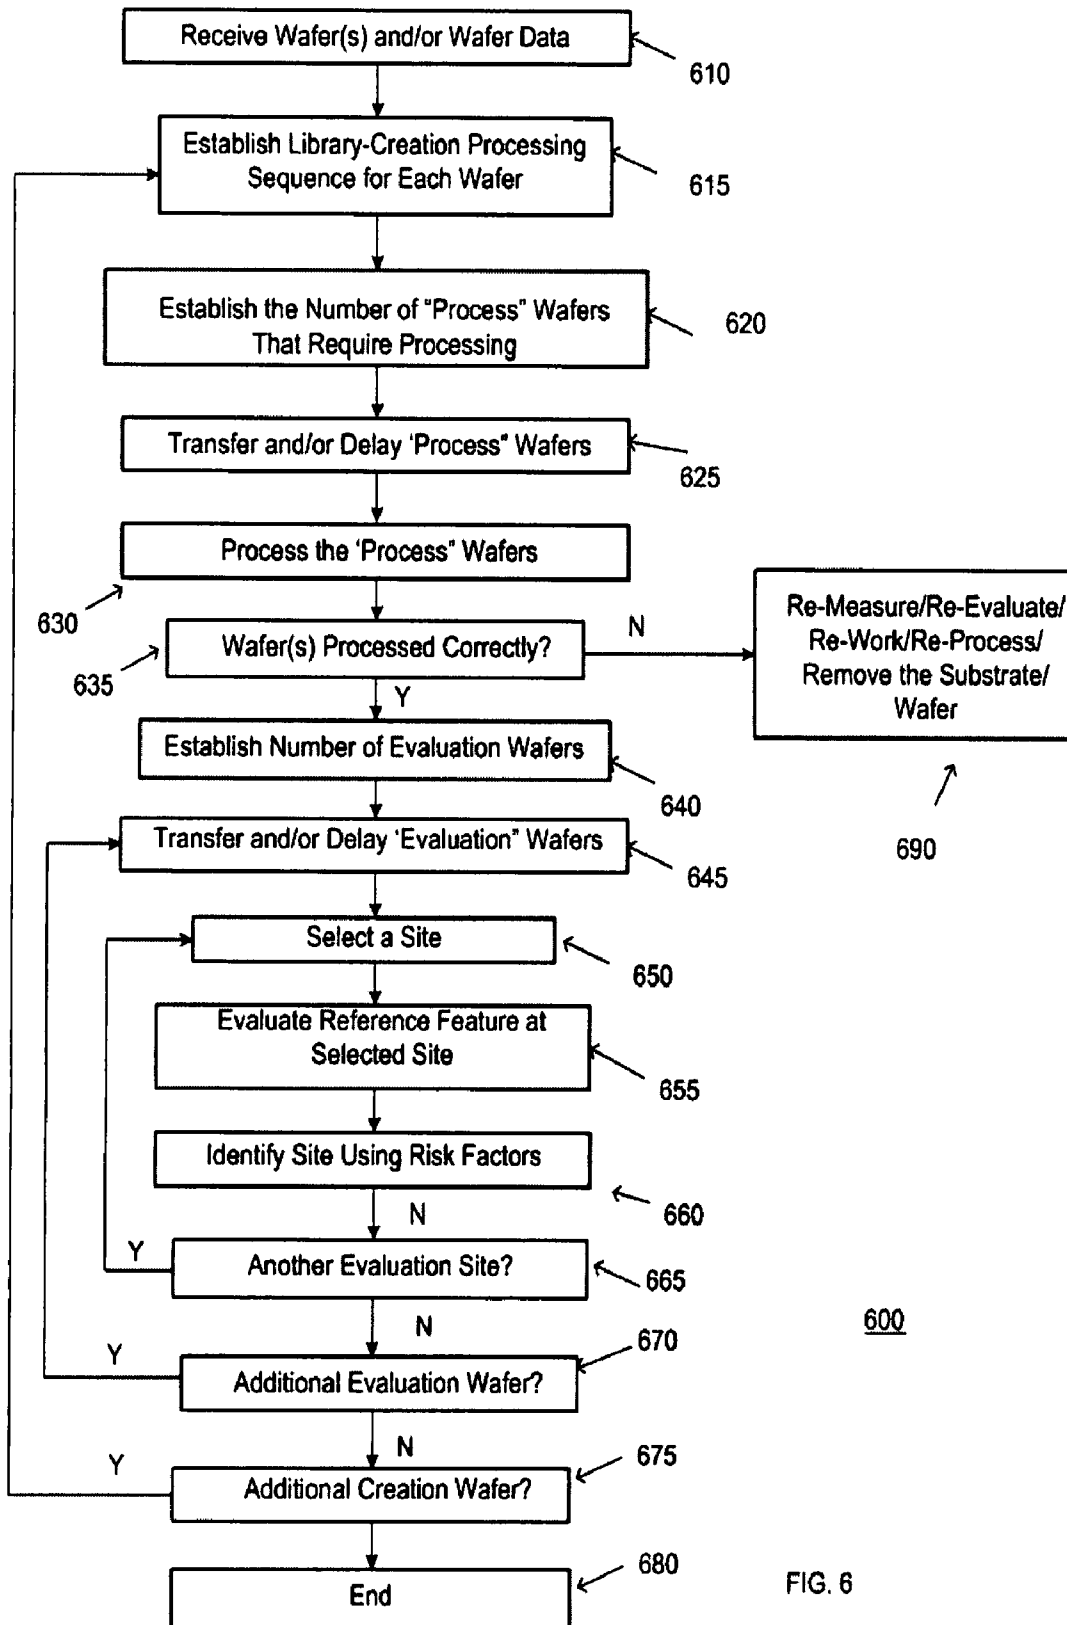 Receive Wafer(s) and/or Wafer Data
610
Establish Library-Creation Processing
Sequence for Each Wafer
615
Establish the Number of "Process" Wafers
That Require Processing
620
Transfer and/or Delay 'Process" Wafers
625
Process the 'Process" Wafers
630
Wafer(s) Processed Correctly?
635
N
Y
Re-Measure/Re-Evaluate/
Re-Work/Re-Process/
Remove the Substrate/
Wafer
690
Establish Number of Evaluation Wafers
640
Transfer and/or Delay 'Evaluation" Wafers
645
Select a Site
650
Evaluate Reference Feature at
Selected Site
655
Identify Site Using Risk Factors
660
N
Y
Another Evaluation Site?
665
N
600
670
Y
Additional Evaluation Wafer?
N
675
Y
Additional Creation Wafer?
680
End
FIG. 6